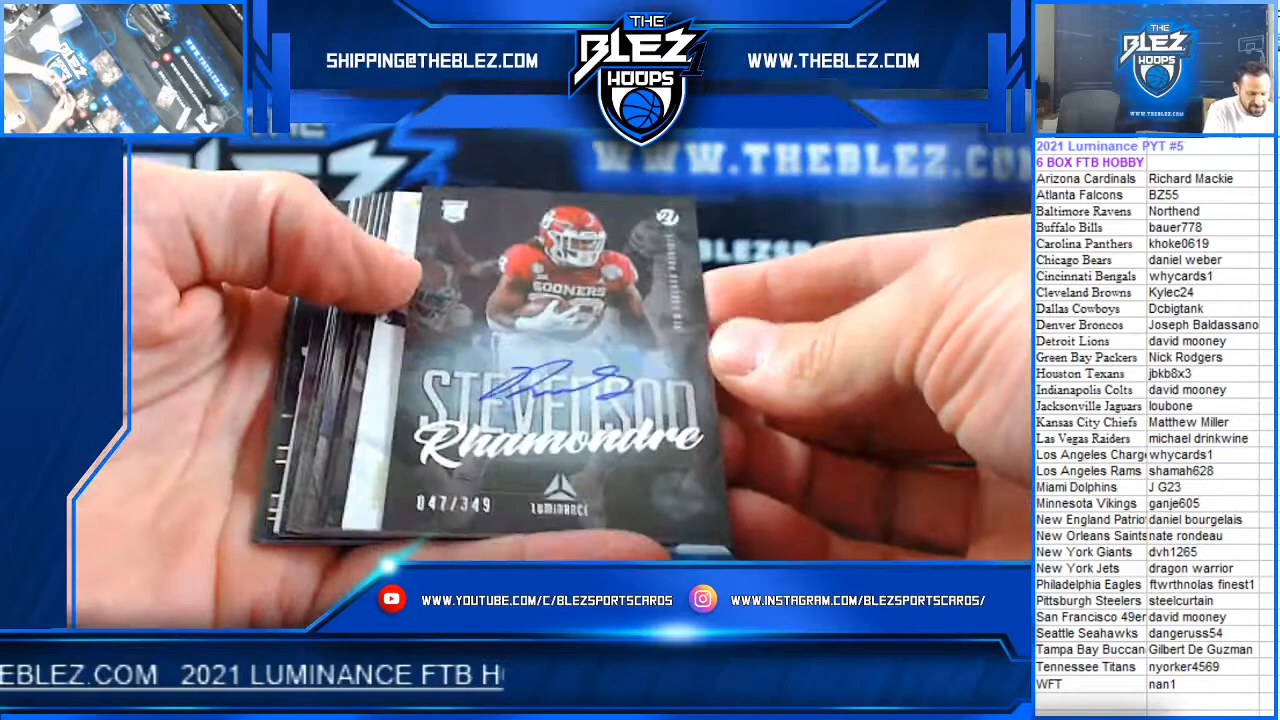 SHIPPING@THEBLEZ.COM
THE
BLEZ
HOOPS
WWW.THEBLEZ.COM
THE
BLEZ
HOOPS
WWW.THEBLEZ.COM
WWW.THEBLEZ.COM
SOONERS
STEVENSON
Rhamondre
047/349
LUMINANCE
2021 Luminance PYT #5
6 BOX FTB HOBBY
Arizona Cardinals Richard Mackie
Atlanta Falcons BZ55
Baltimore Ravens Northend
Buffalo Bills bauer778
Carolina Panthers khoke0619
Chicago Bears daniel weber
Cincinnati Bengals whycards1
Cleveland Browns Kylec24
Dallas Cowboys Dcbigtank
Denver Broncos Joseph Baldassano
Detroit Lions david mooney
Green Bay Packers Nick Rodgers
Houston Texans jbkb8x3
Indianapolis Colts david mooney
Jacksonville Jaguars loubone
Kansas City Chiefs Matthew Miller
Las Vegas Raiders michael drinkwine
Los Angeles Charg whycards1
Los Angeles Rams shamah628
Miami Dolphins J G23
Minnesota Vikings ganje605
New England Patrio daniel bourgelais
New Orleans Saints nate rondeau
New York Giants dvh1265
New York Jets dragon warrior
Philadelphia Eagles ftwrthnolas finest1
Pittsburgh Steelers steelcurtain
San Francisco 49er david mooney
Seattle Seahawks dangeruss54
Tampa Bay Buccan Gilbert De Guzman
Tennessee Titans nyorker4569
WFT nan1
WWW.YOUTUBE.COM/C/BLEZSPORTSCARDS
WWW.INSTAGRAM.COM/BLEZSPORTSCARDS/
EBLEZ.COM 2021 LUMINANCE FTB H